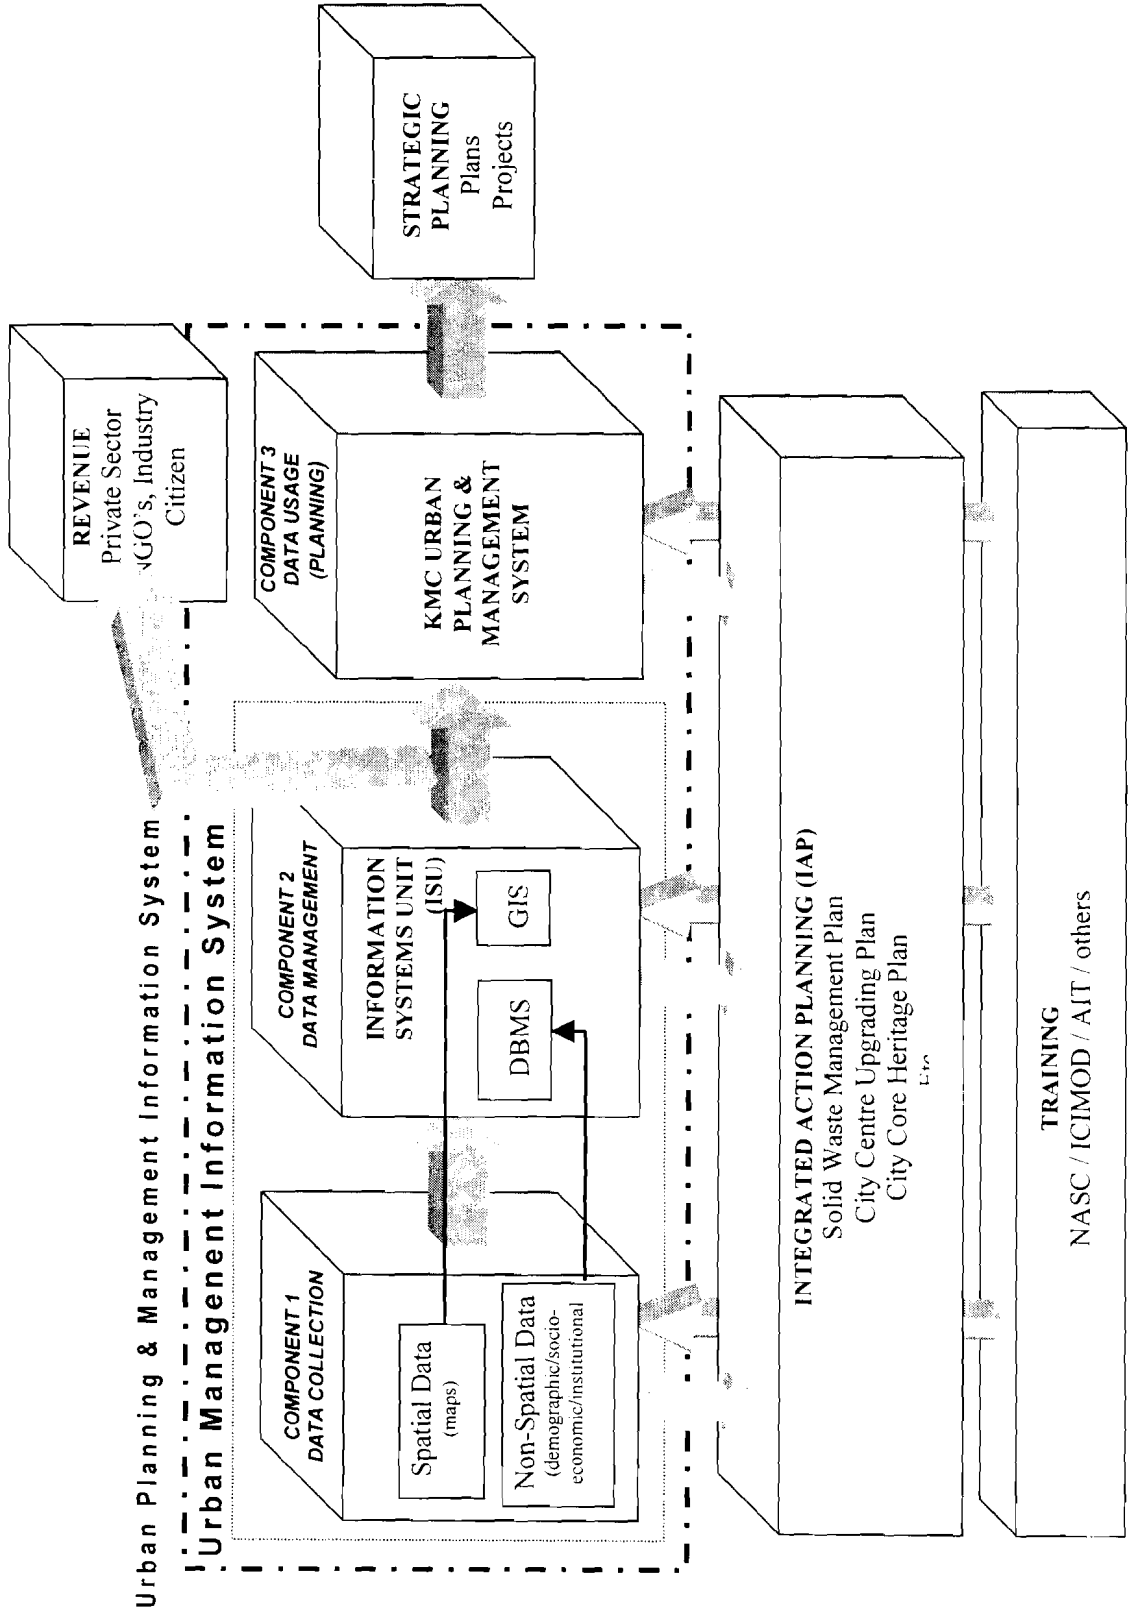 Urban Planning & Management Information System
Urban Management Information System
REVENUE
Private Sector
NGO's, Industry
Citizen
COMPONENT 1
DATA COLLECTION
Spatial Data
(maps)
Non-Spatial Data
(demographic/socio-
economic/institutional
COMPONENT 2
DATA MANAGEMENT
INFORMATION
SYSTEMS UNIT
(ISU)
DBMS
GIS
COMPONENT 3
DATA USAGE
(PLANNING)
KMC URBAN
PLANNING &
MANAGEMENT
SYSTEM
STRATEGIC
PLANNING
Plans
Projects
INTEGRATED ACTION PLANNING (IAP)
Solid Waste Management Plan
City Centre Upgrading Plan
City Core Heritage Plan
Etc
TRAINING
NASC / ICIMOD / AIT / others